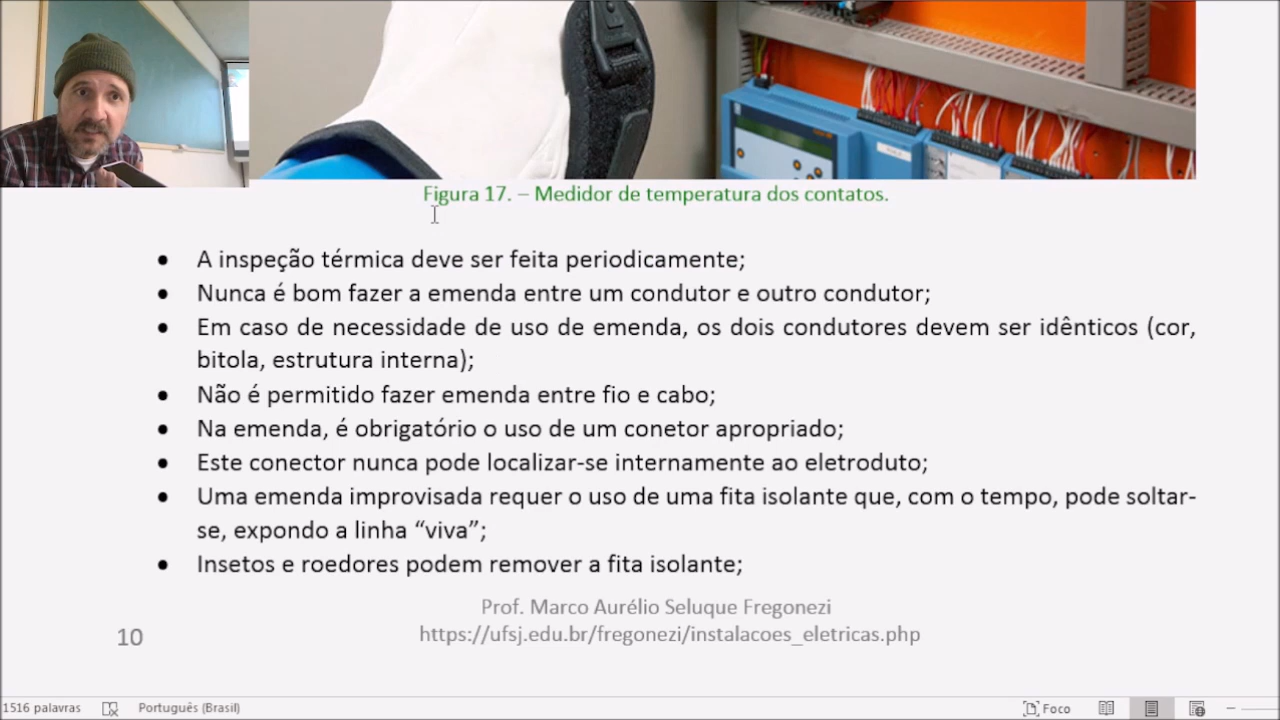 Figura 17. – Medidor de temperatura dos contatos.
• A inspeção térmica deve ser feita periodicamente;
• Nunca é bom fazer a emenda entre um condutor e outro condutor;
• Em caso de necessidade de uso de emenda, os dois condutores devem ser idênticos (cor,
bitola, estrutura interna);
• Não é permitido fazer emenda entre fio e cabo;
• Na emenda, é obrigatório o uso de um conetor apropriado;
• Este conector nunca pode localizar-se internamente ao eletroduto;
• Uma emenda improvisada requer o uso de uma fita isolante que, com o tempo, pode soltar-
se, expondo a linha “viva”;
• Insetos e roedores podem remover a fita isolante;
Prof. Marco Aurélio Seluque Fregonezi
10
https://ufsj.edu.br/fregonezi/instalacoes_eletricas.php
1516 palavras
Português (Brasil)
Foco